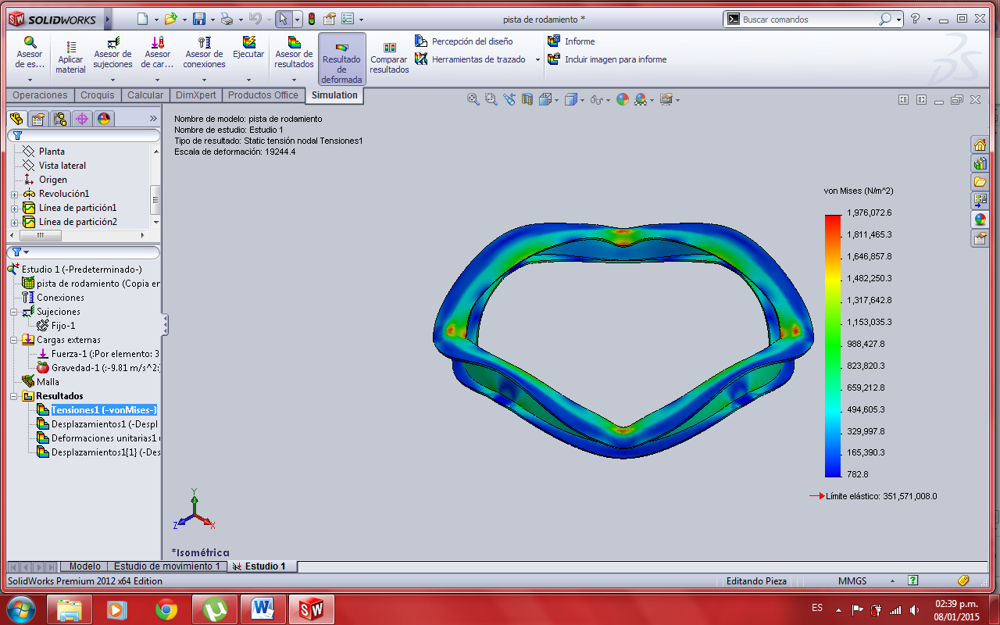 SOLIDWORKS
pista de rodamiento *
Buscar comandos
Asesor de es...
Aplicar material
Asesor de sujeciones
Asesor de car...
Asesor de conexiones
Ejecutar
Asesor de resultados
Resultado de deformada
Comparar resultados
Percepción del diseño
Herramientas de trazado
Informe
Incluir imagen para informe
Operaciones
Croquis
Calcular
DimXpert
Productos Office
Simulation
Planta
Vista lateral
Origen
Revolución1
Línea de partición1
Línea de partición2
Estudio 1 (-Predeterminado-)
pista de rodamiento (Copia er
Conexiones
Sujeciones
Fijo-1
Cargas externas
Fuerza-1 (:Por elemento: 3
Gravedad-1 (:-9.81 m/s^2:
Malla
Resultados
Tensiones1 (-vonMises-)
Desplazamientos1 (-Despl
Deformaciones unitarias1
Desplazamientos1{1} (-Des
Nombre de modelo: pista de rodamiento
Nombre de estudio: Estudio 1
Tipo de resultado: Static tensión nodal Tensiones1
Escala de deformación: 19244.4
von Mises (N/m^2)
1,976,072.6
1,811,465.3
1,646,857.8
1,482,250.3
1,317,642.8
1,153,035.3
988,427.8
823,820.3
659,212.8
494,605.3
329,997.8
165,390.3
782.8
Límite elástico: 351,571,008.0
Y
Z
X
*Isométrica
Modelo
Estudio de movimiento 1
Estudio 1
SolidWorks Premium 2012 x64 Edition
Editando Pieza
MMGS
ES
02:39 p.m.
08/01/2015